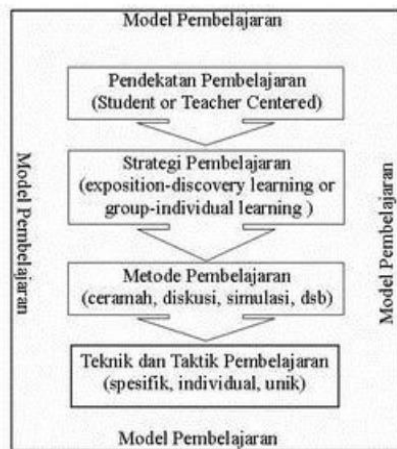 Model Pembelajaran
Pendekatan Pembelajaran
(Student or Teacher Centered)
Model Pembelajaran
Strategi Pembelajaran
(exposition-discovery learning or
group-individual learning )
Model Pembelajaran
Metode Pembelajaran
(ceramah, diskusi, simulasi, dsb)
Teknik dan Taktik Pembelajaran
(spesifik, individual, unik)
Model Pembelajaran